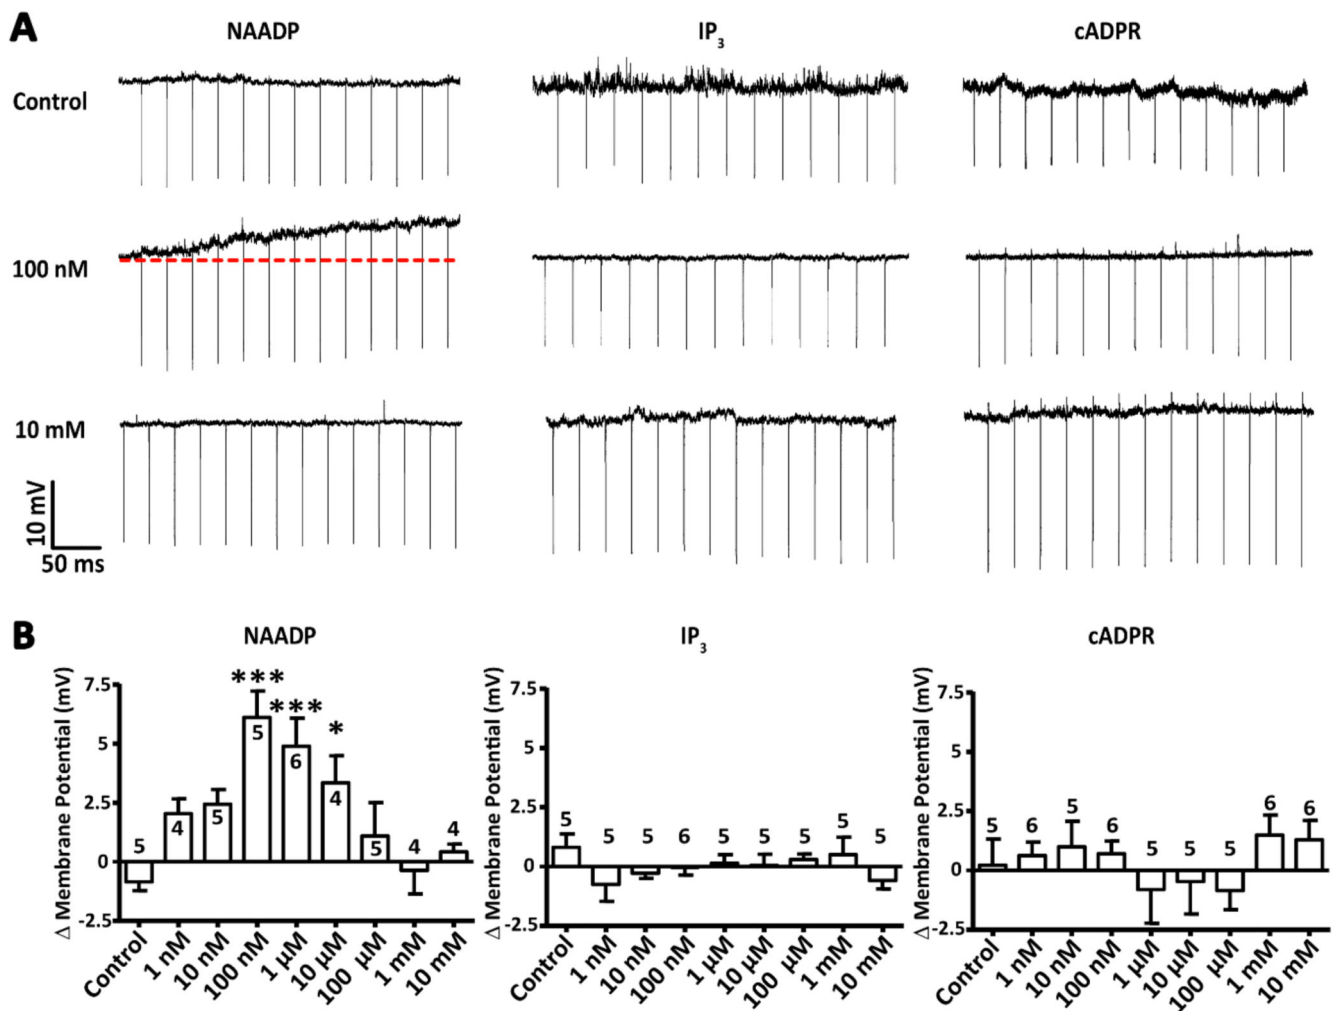 A
NAADP IP3 cADPR
Control
100 nM
10 mM
10 mV
50 ms
B
NAADP IP3 cADPR
Δ Membrane Potential (mV)
7.5
5
2.5
0
-2.5
5 4 5 *** 5 *** 6 * 4 5 4 4
Control 1 nM 10 nM 100 nM 1 µM 10 µM 100 µM 1 mM 10 mM
Δ Membrane Potential (mV)
7.5
5
2.5
0
-2.5
5 5 5 6 5 5 5 5 5
Control 1 nM 10 nM 100 nM 1 µM 10 µM 100 µM 1 mM 10 mM
Δ Membrane Potential (mV)
7.5
5
2.5
0
-2.5
5 6 5 6 5 5 5 6 6
Control 1 nM 10 nM 100 nM 1 µM 10 µM 100 µM 1 mM 10 mM